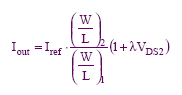 I_out = I_ref · (W/L)_2 / (W/L)_1 (1 + λV_DS2)